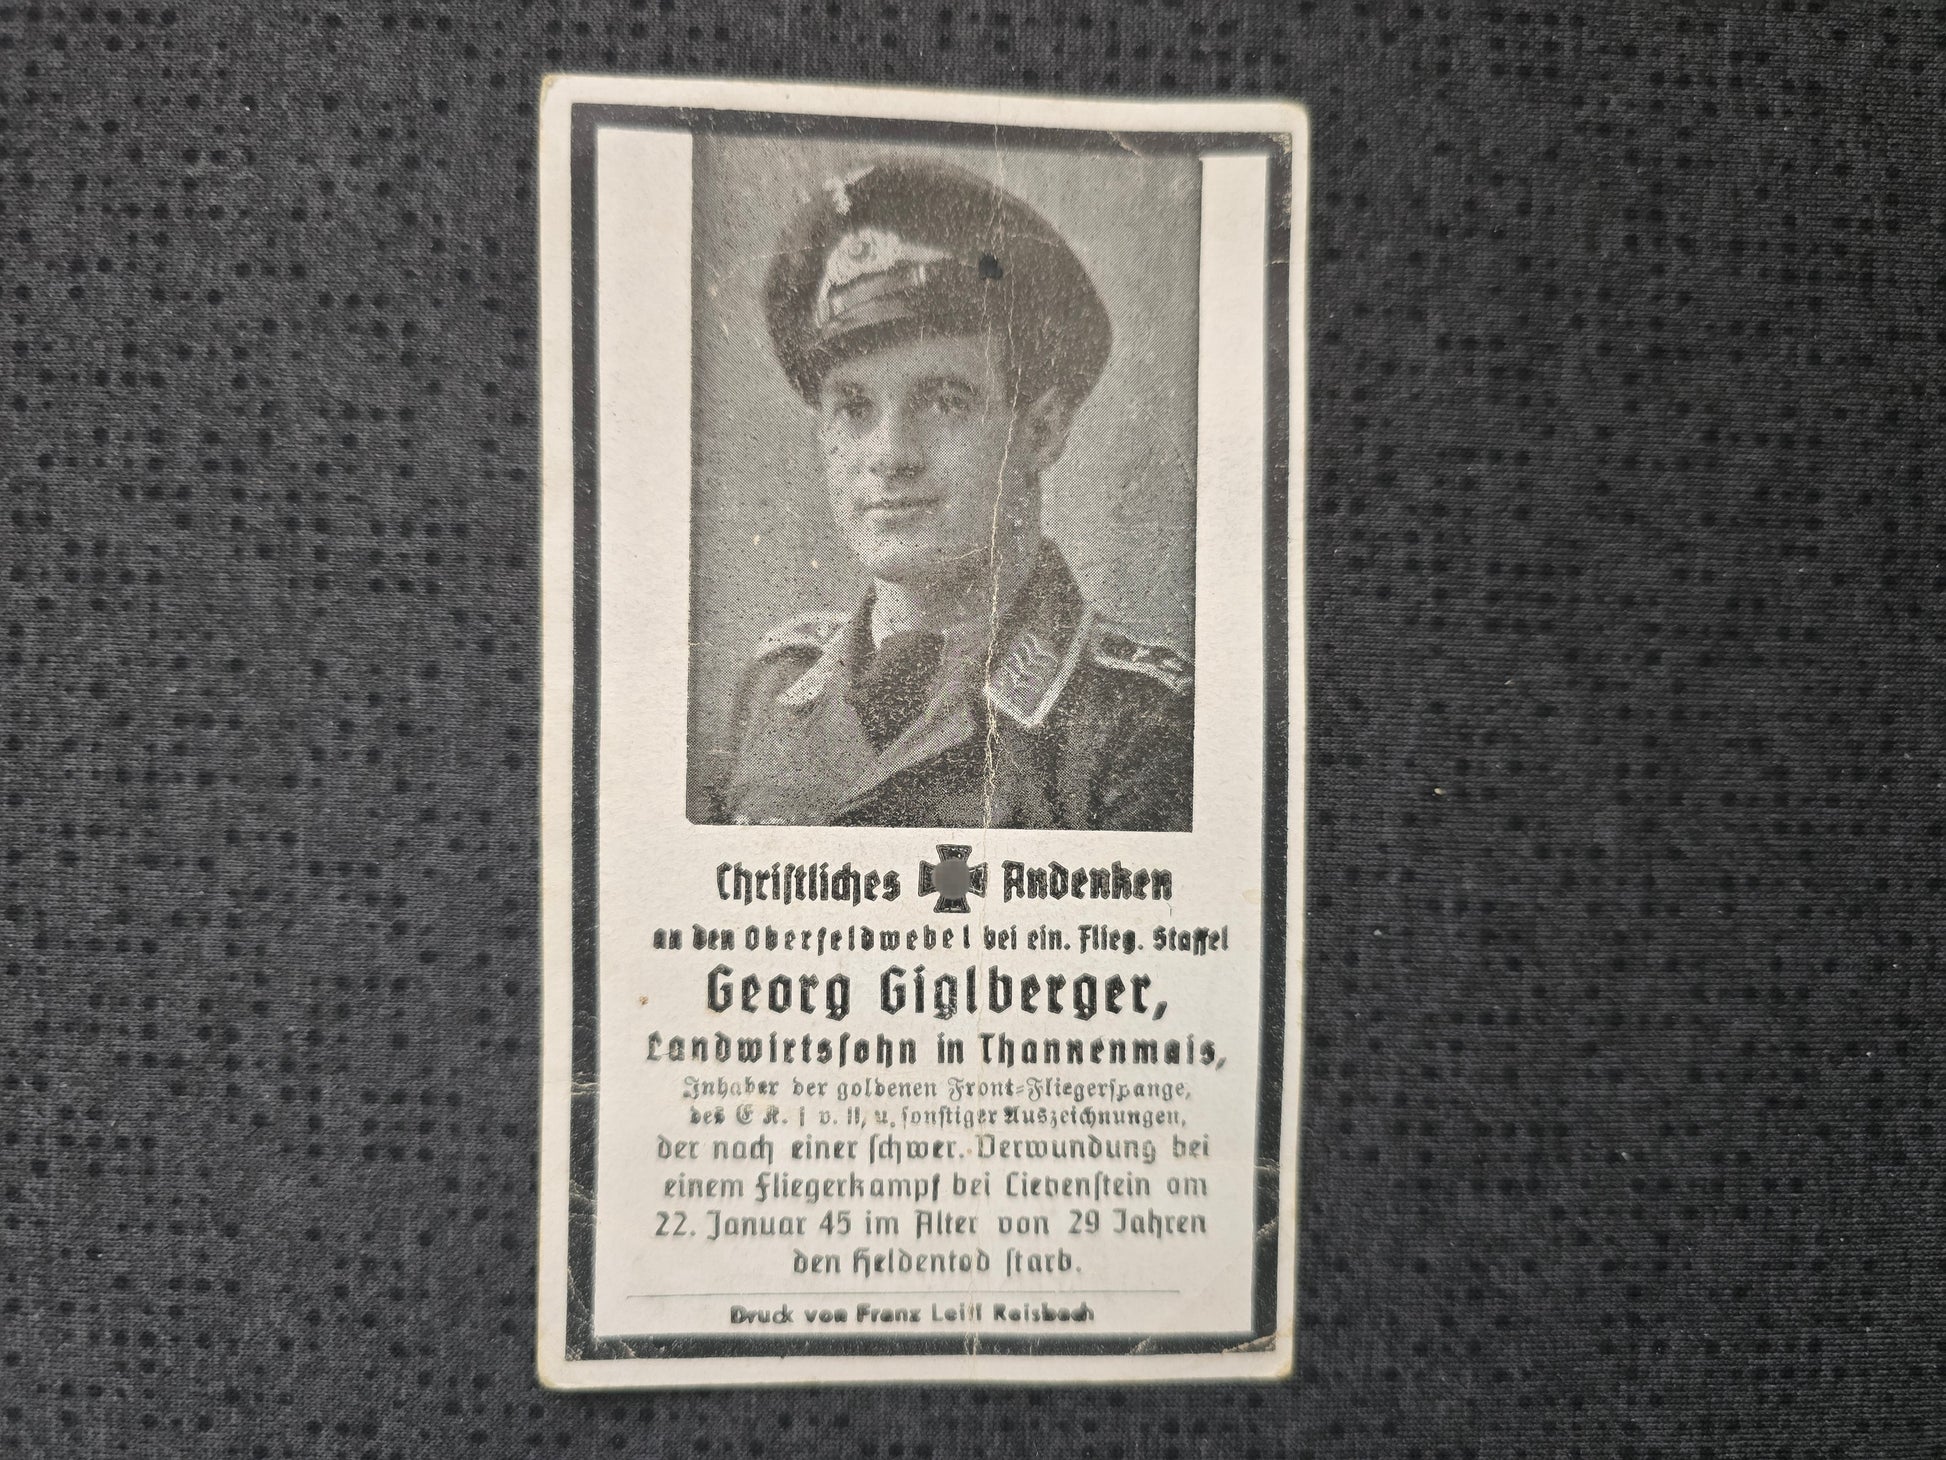 Christliches Andenken
an den Oberfeldwebel bei ein. Flieg. Staffel
Georg Giglberger,
Landwirtssohn in Thannenmais,
Inhaber der goldenen Front-Fliegerspange,
des E K. I v. II, u. sonstiger Auszeichnungen,
der nach einer schwer. Verwundung bei
einem Fliegerkampf bei Liebenstein am
22. Januar 45 im Alter von 29 Jahren
den Heldentod starb.
Druck von Franz Leitl Reisbach